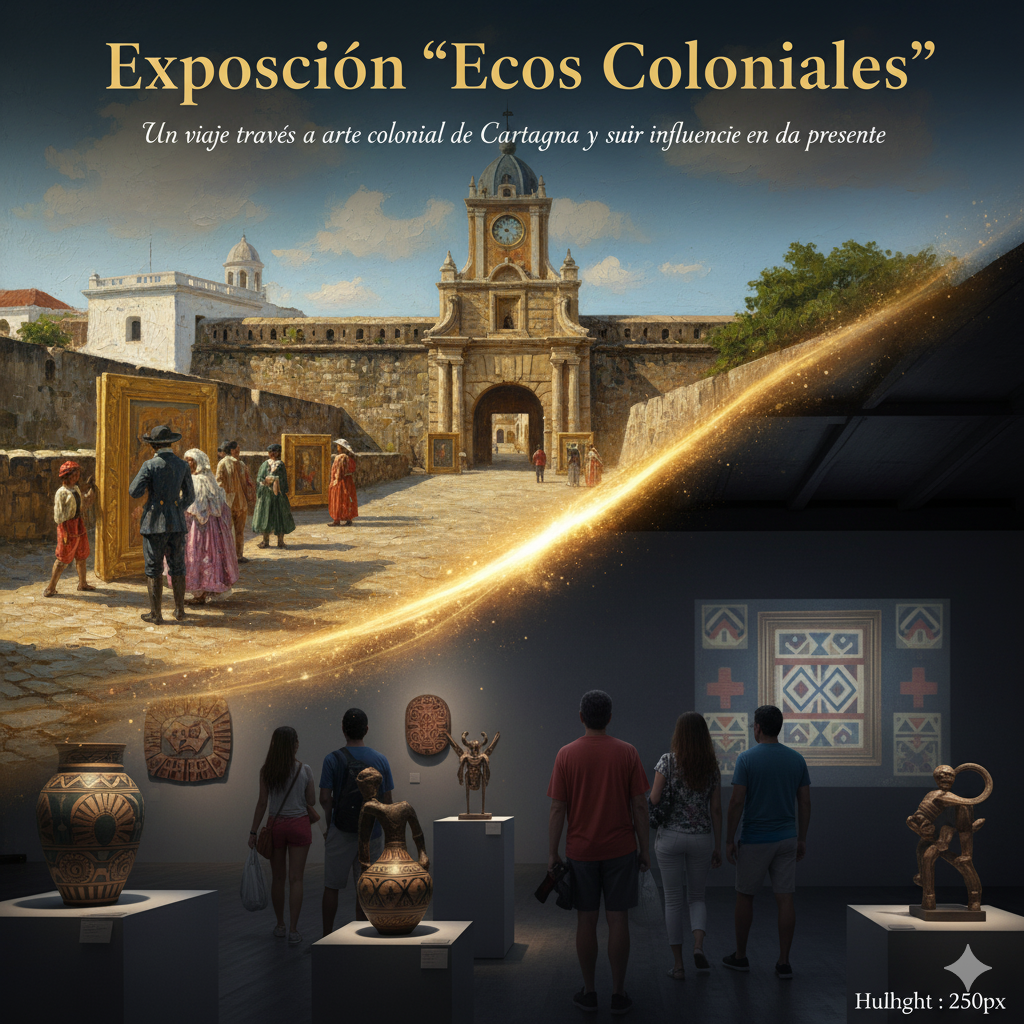 Exposción “Ecos Coloniales”
Un viaje través a arte colonial de Cartagna y suir influencie en da presente
Hulhght : 250px